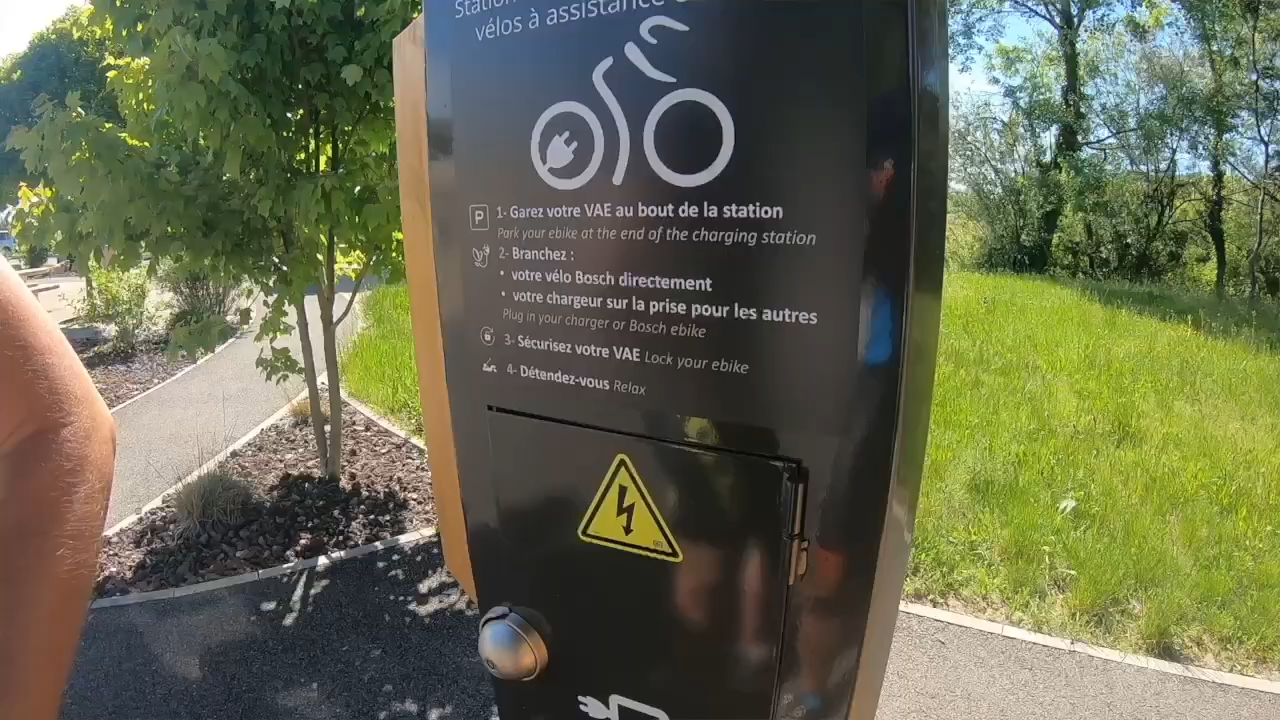 Station
vélos à assistance
P
1- Garez votre VAE au bout de la station
Park your ebike at the end of the charging station
2- Branchez :
• votre vélo Bosch directement
• votre chargeur sur la prise pour les autres
Plug in your charger or Bosch ebike
3- Sécurisez votre VAE Lock your ebike
4- Détendez-vous Relax